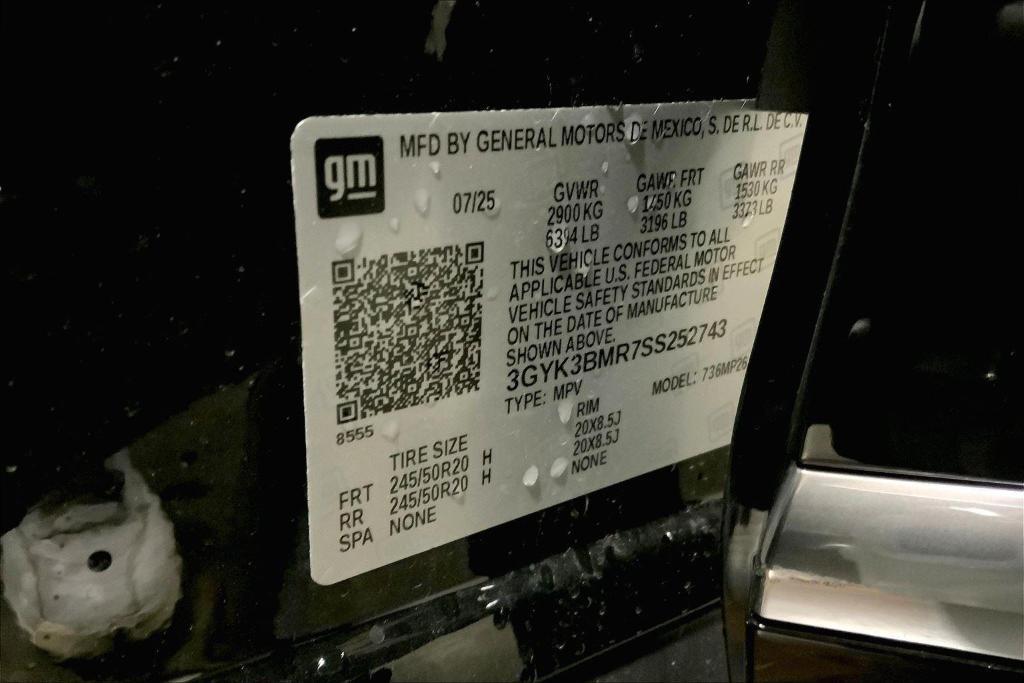 gm
MFD BY GENERAL MOTORS DE MEXICO, S. DE R.L. DE C.V.
07/25
GVWR
2900 KG
6394 LB
GAWR FRT
1450 KG
3196 LB
GAWR RR
1530 KG
3373 LB
THIS VEHICLE CONFORMS TO ALL
APPLICABLE U.S. FEDERAL MOTOR
VEHICLE SAFETY STANDARDS IN EFFECT
ON THE DATE OF MANUFACTURE
SHOWN ABOVE.
3GYK3BMR7SS252743
TYPE: MPV
MODEL: 736MP26
8555
TIRE SIZE
RIM
FRT 245/50R20 H 20X8.5J
RR 245/50R20 H 20X8.5J
SPA NONE NONE